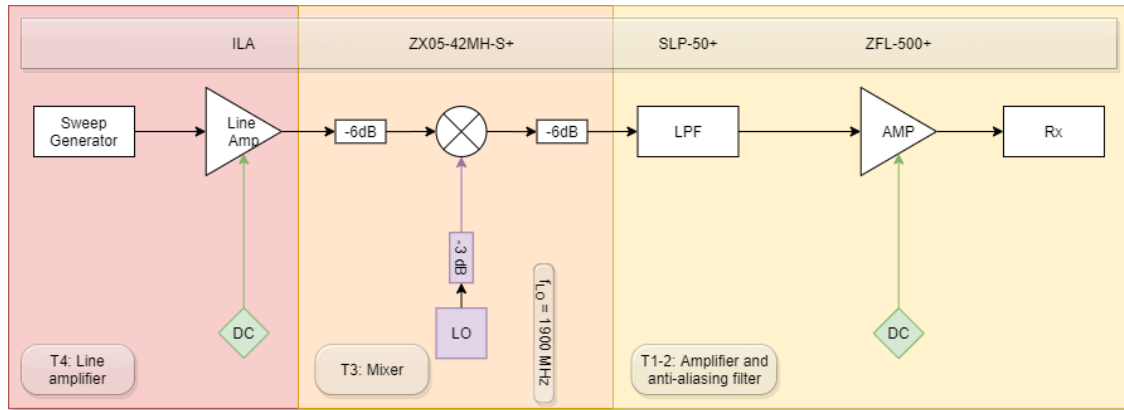 ILA
ZX05-42MH-S+
SLP-50+
ZFL-500+
Sweep
Generator
Line
Amp
-6dB
-6dB
LPF
AMP
Rx
-3 dB
LO
f_LO = 1900 MHz
DC
DC
T4: Line
amplifier
T3: Mixer
T1-2: Amplifier and
anti-aliasing filter